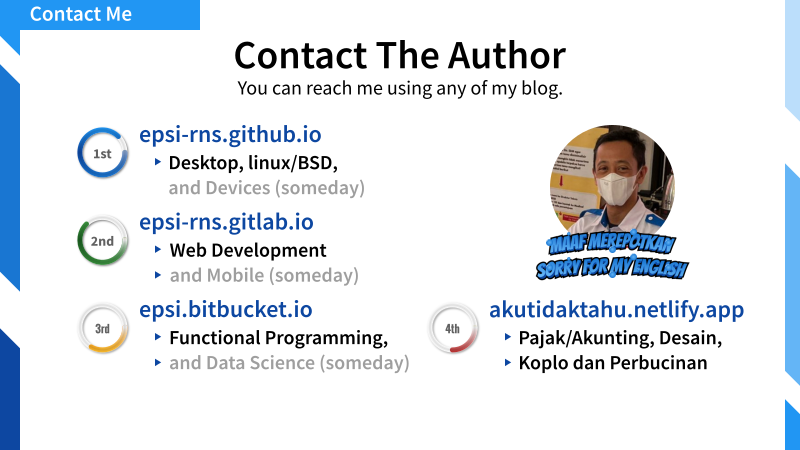 Contact Me
Contact The Author
You can reach me using any of my blog.
1st
epsi-rns.github.io
Desktop, linux/BSD,
and Devices (someday)
2nd
epsi-rns.gitlab.io
Web Development
and Mobile (someday)
MAAF MEREPOTKAN
SORRY FOR MY ENGLISH
3rd
epsi.bitbucket.io
Functional Programming,
and Data Science (someday)
4th
akutidaktahu.netlify.app
Pajak/Akunting, Desain,
Koplo dan Perbucinan